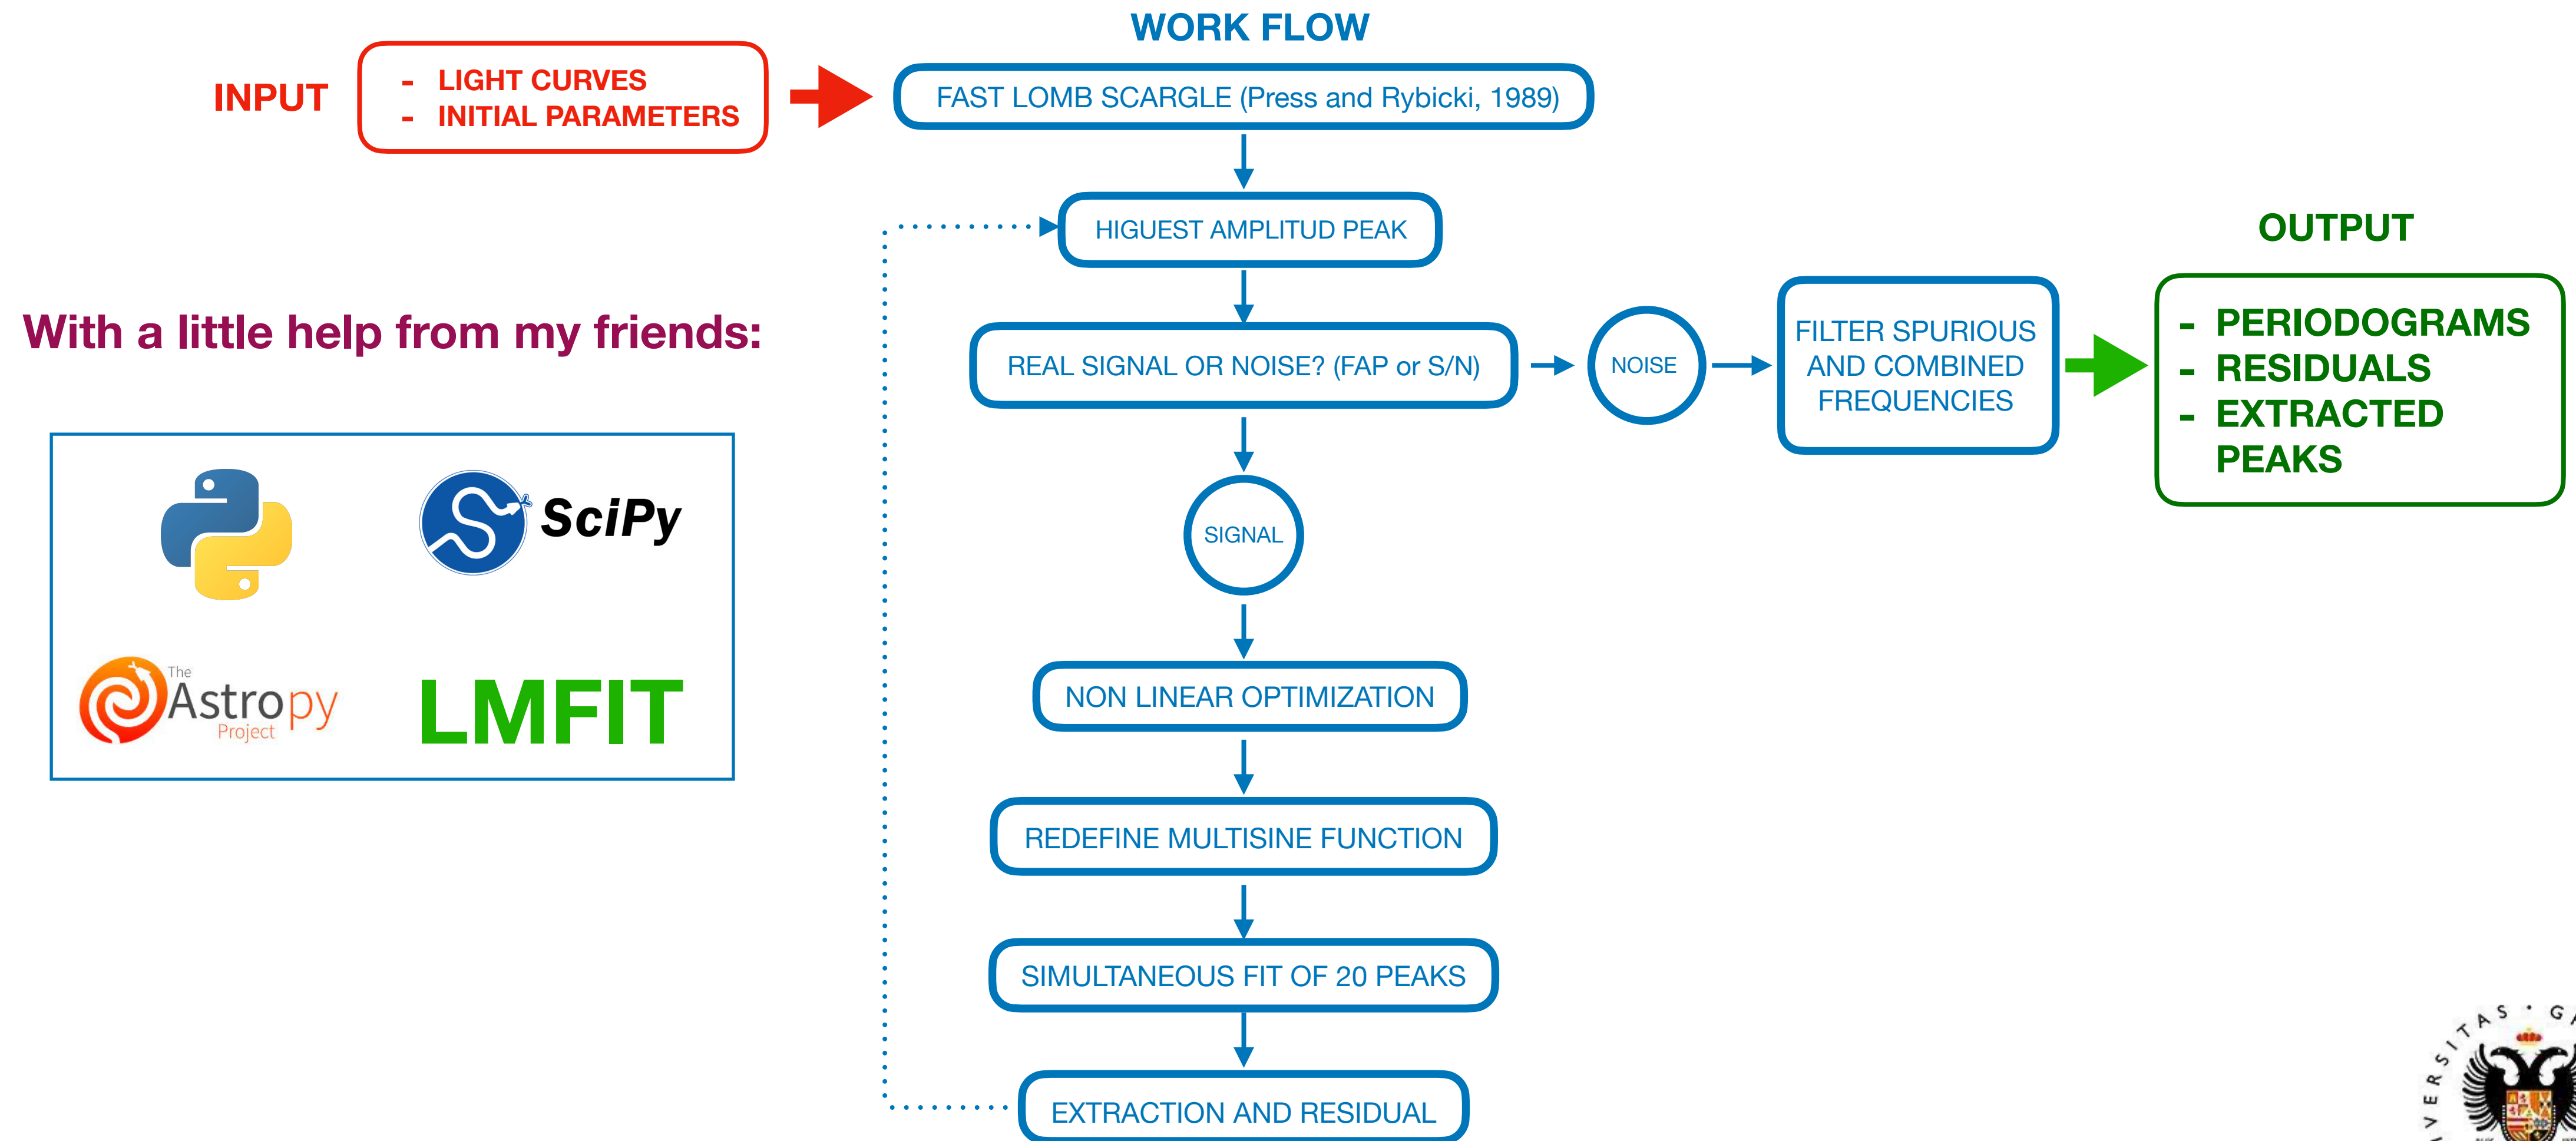 WORK FLOW
INPUT
- LIGHT CURVES
- INITIAL PARAMETERS
FAST LOMB SCARGLE (Press and Rybicki, 1989)
HIGUEST AMPLITUD PEAK
REAL SIGNAL OR NOISE? (FAP or S/N)
NOISE
FILTER SPURIOUS
AND COMBINED
FREQUENCIES
OUTPUT
- PERIODOGRAMS
- RESIDUALS
- EXTRACTED
PEAKS
SIGNAL
NON LINEAR OPTIMIZATION
REDEFINE MULTISINE FUNCTION
SIMULTANEOUS FIT OF 20 PEAKS
EXTRACTION AND RESIDUAL
With a little help from my friends:
SciPy
The
Astropy
Project
LMFIT